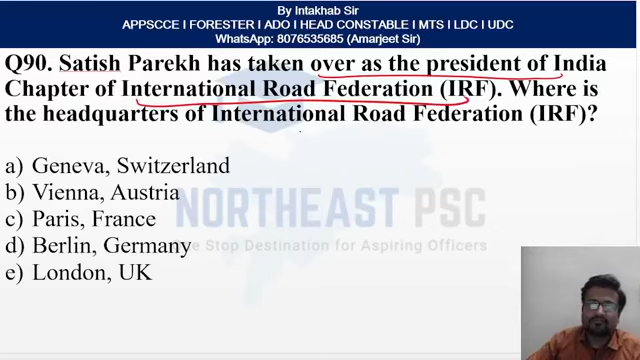 By Intakhab Sir
APPSCCE I FORESTER I ADO I HEAD CONSTABLE I MTS I LDC I UDC
WhatsApp: 8076535685 (Amarjeet Sir)
Q90. Satish Parekh has taken over as the president of India
Chapter of International Road Federation (IRF). Where is
the headquarters of International Road Federation (IRF)?
a) Geneva, Switzerland
b) Vienna, Austria
c) Paris, France
d) Berlin, Germany
e) London, UK
NORTHEAST PSC
One Stop Destination for Aspiring Officers